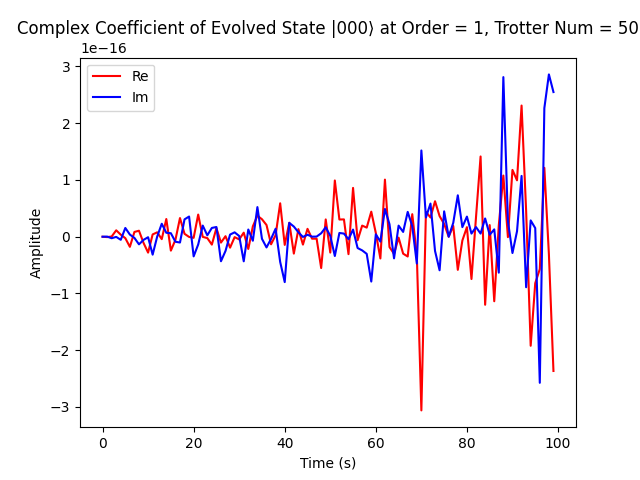 Complex Coefficient of Evolved State |000⟩ at Order = 1, Trotter Num = 50
1e−16
Re
Im
3
2
1
0
−1
−2
−3
Amplitude
0 20 40 60 80 100
Time (s)